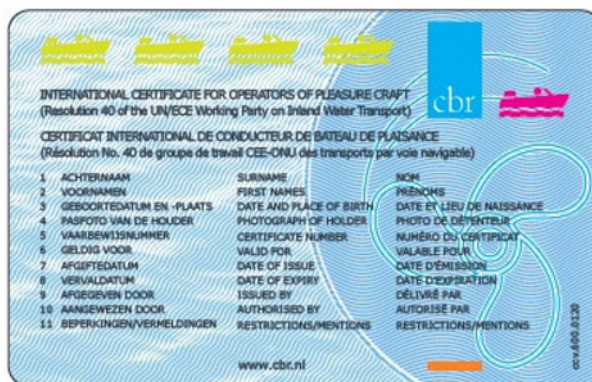 cbr
INTERNATIONAL CERTIFICATE FOR OPERATORS OF PLEASURE CRAFT
(Resolution 40 of the UN/ECE Working Party on Inland Water Transport)
CERTIFICAT INTERNATIONAL DE CONDUCTEUR DE BATEAU DE PLAISANCE
(Résolution No. 40 de groupe de travail CEE-ONU des transports par voie navigable)
1 ACHTERNAAM SURNAME NOM
2 VOORNAMEN FIRST NAMES PRÉNOMS
3 GEBOORTEDATUM EN -PLAATS DATE AND PLACE OF BIRTH DATE ET LIEU DE NAISSANCE
4 PASFOTO VAN DE HOUDER PHOTOGRAPH OF HOLDER PHOTO DE DÉTENTEUR
5 VAARBEWIJSNUMMER CERTIFICATE NUMBER NUMÉRO DU CERTIFICAT
6 GELDIG VOOR VALID FOR VALABLE POUR
7 AFGIFTEDATUM DATE OF ISSUE DATE D'ÉMISSION
8 VERVALDATUM DATE OF EXPIRY DATE D'EXPIRATION
9 AFGEGEVEN DOOR ISSUED BY DÉLIVRÉ PAR
10 AANGEWEZEN DOOR AUTHORISED BY AUTORISÉ PAR
11 BEPERKINGEN/VERMELDINGEN RESTRICTIONS/MENTIONS RESTRICTIONS/MENTIONS
www.cbr.nl